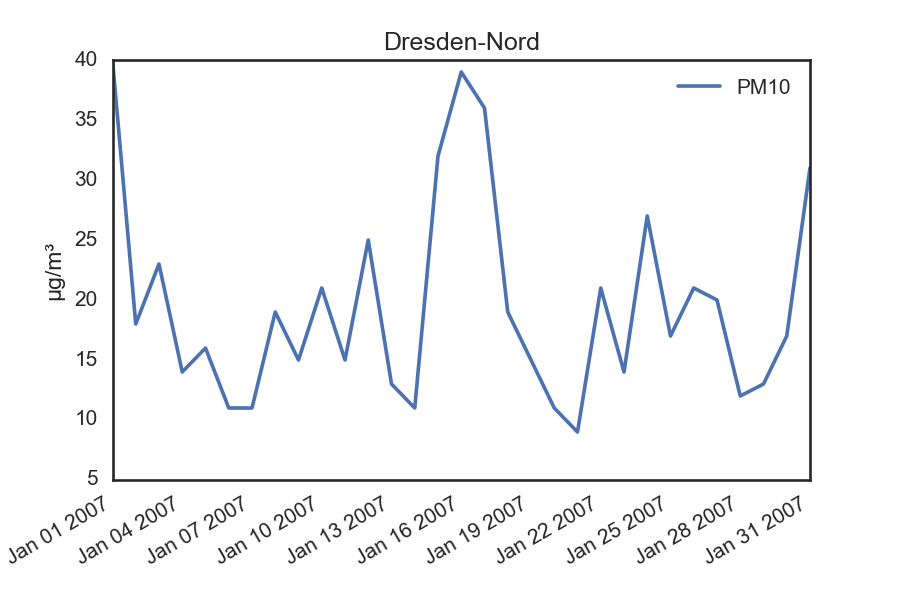 Dresden-Nord
40
35
30
25
20
15
10
5
µg/m³
PM10
Jan 01 2007
Jan 04 2007
Jan 07 2007
Jan 10 2007
Jan 13 2007
Jan 16 2007
Jan 19 2007
Jan 22 2007
Jan 25 2007
Jan 28 2007
Jan 31 2007